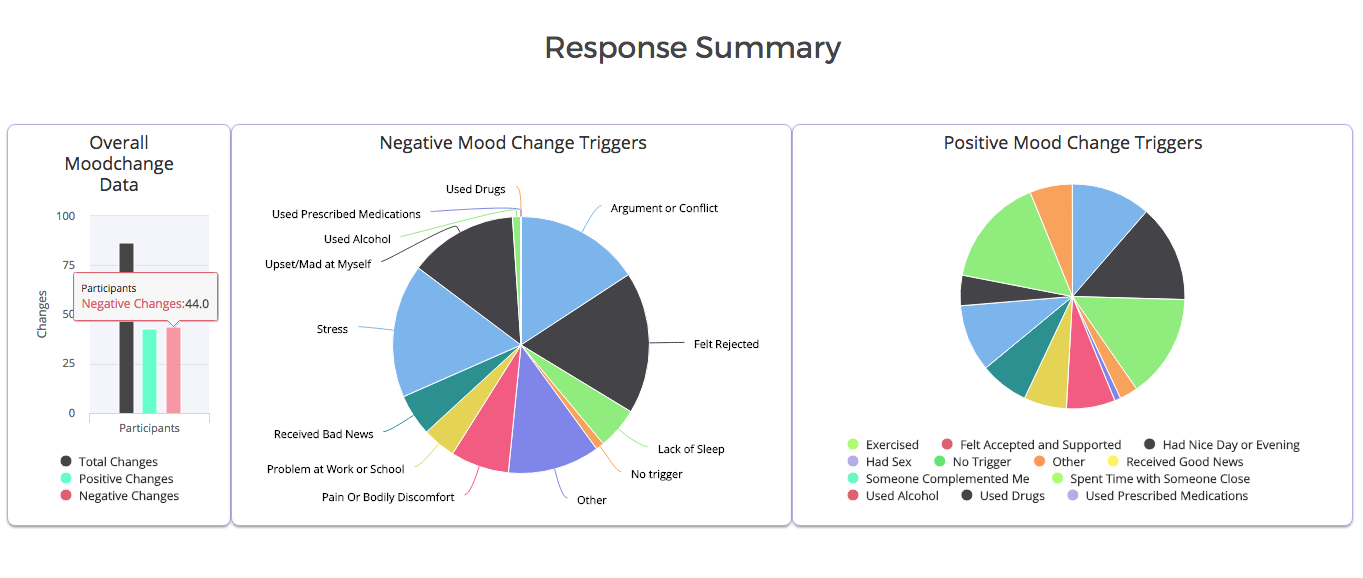 Response Summary
Overall
Moodchange
Data
100
75
50
25
0
Changes
Participants
Negative Changes:44.0
Participants
Total Changes
Positive Changes
Negative Changes
Negative Mood Change Triggers
Used Drugs
Used Prescribed Medications
Used Alcohol
Upset/Mad at Myself
Stress
Received Bad News
Problem at Work or School
Pain Or Bodily Discomfort
Argument or Conflict
Felt Rejected
Lack of Sleep
No trigger
Other
Positive Mood Change Triggers
Exercised Felt Accepted and Supported Had Nice Day or Evening
Had Sex No Trigger Other Received Good News
Someone Complemented Me Spent Time with Someone Close
Used Alcohol Used Drugs Used Prescribed Medications